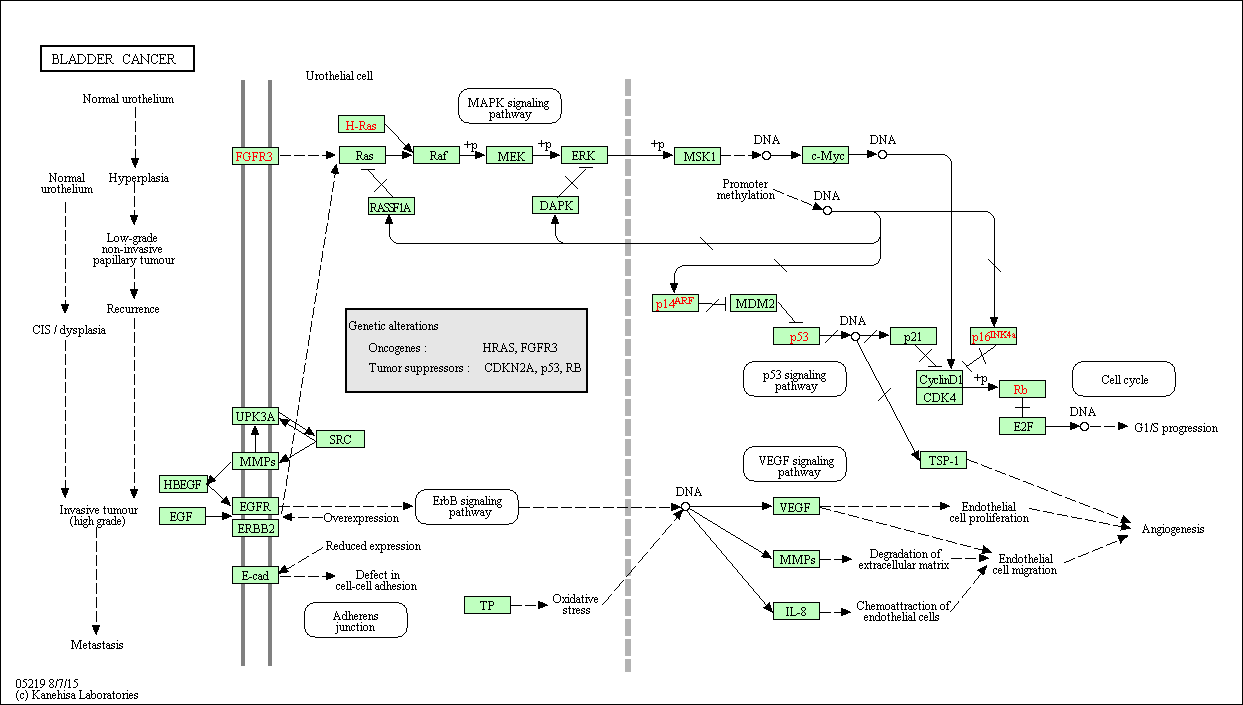 BLADDER CANCER
Urothelial cell
Normal urothelium
MAPK signaling
pathway
H-Ras
FGFR3
Ras
Raf
+p
MEK
+p
ERK
+p
MSK1
DNA
c-Myc
DNA
Normal
urothelium
Hyperplasia
RASSF1A
DAPK
Promoter
methylation
DNA
Low-grade
non-invasive
papillary tumour
Recurrence
CIS / dysplasia
p14ARF
MDM2
p53
DNA
p21
p16INK4a
Genetic alterations
Oncogenes : HRAS, FGFR3
Tumor suppressors : CDKN2A, p53, RB
p53 signaling
pathway
CyclinD1
CDK4
+p
Rb
Cell cycle
E2F
DNA
G1/S progression
UPK3A
SRC
MMPs
VEGF signaling
pathway
TSP-1
HBEGF
EGF
EGFR
ERBB2
Overexpression
ErbB signaling
pathway
DNA
VEGF
Endothelial
cell proliferation
Angiogenesis
Invasive tumour
(high grade)
Reduced expression
E-cad
Defect in
cell-cell adhesion
MMPs
Degradation of
extracellular matrix
Endothelial
cell migration
TP
Oxidative
stress
IL-8
Chemoattraction of
endothelial cells
Adherens
junction
Metastasis
05219 8/7/15
(c) Kanehisa Laboratories